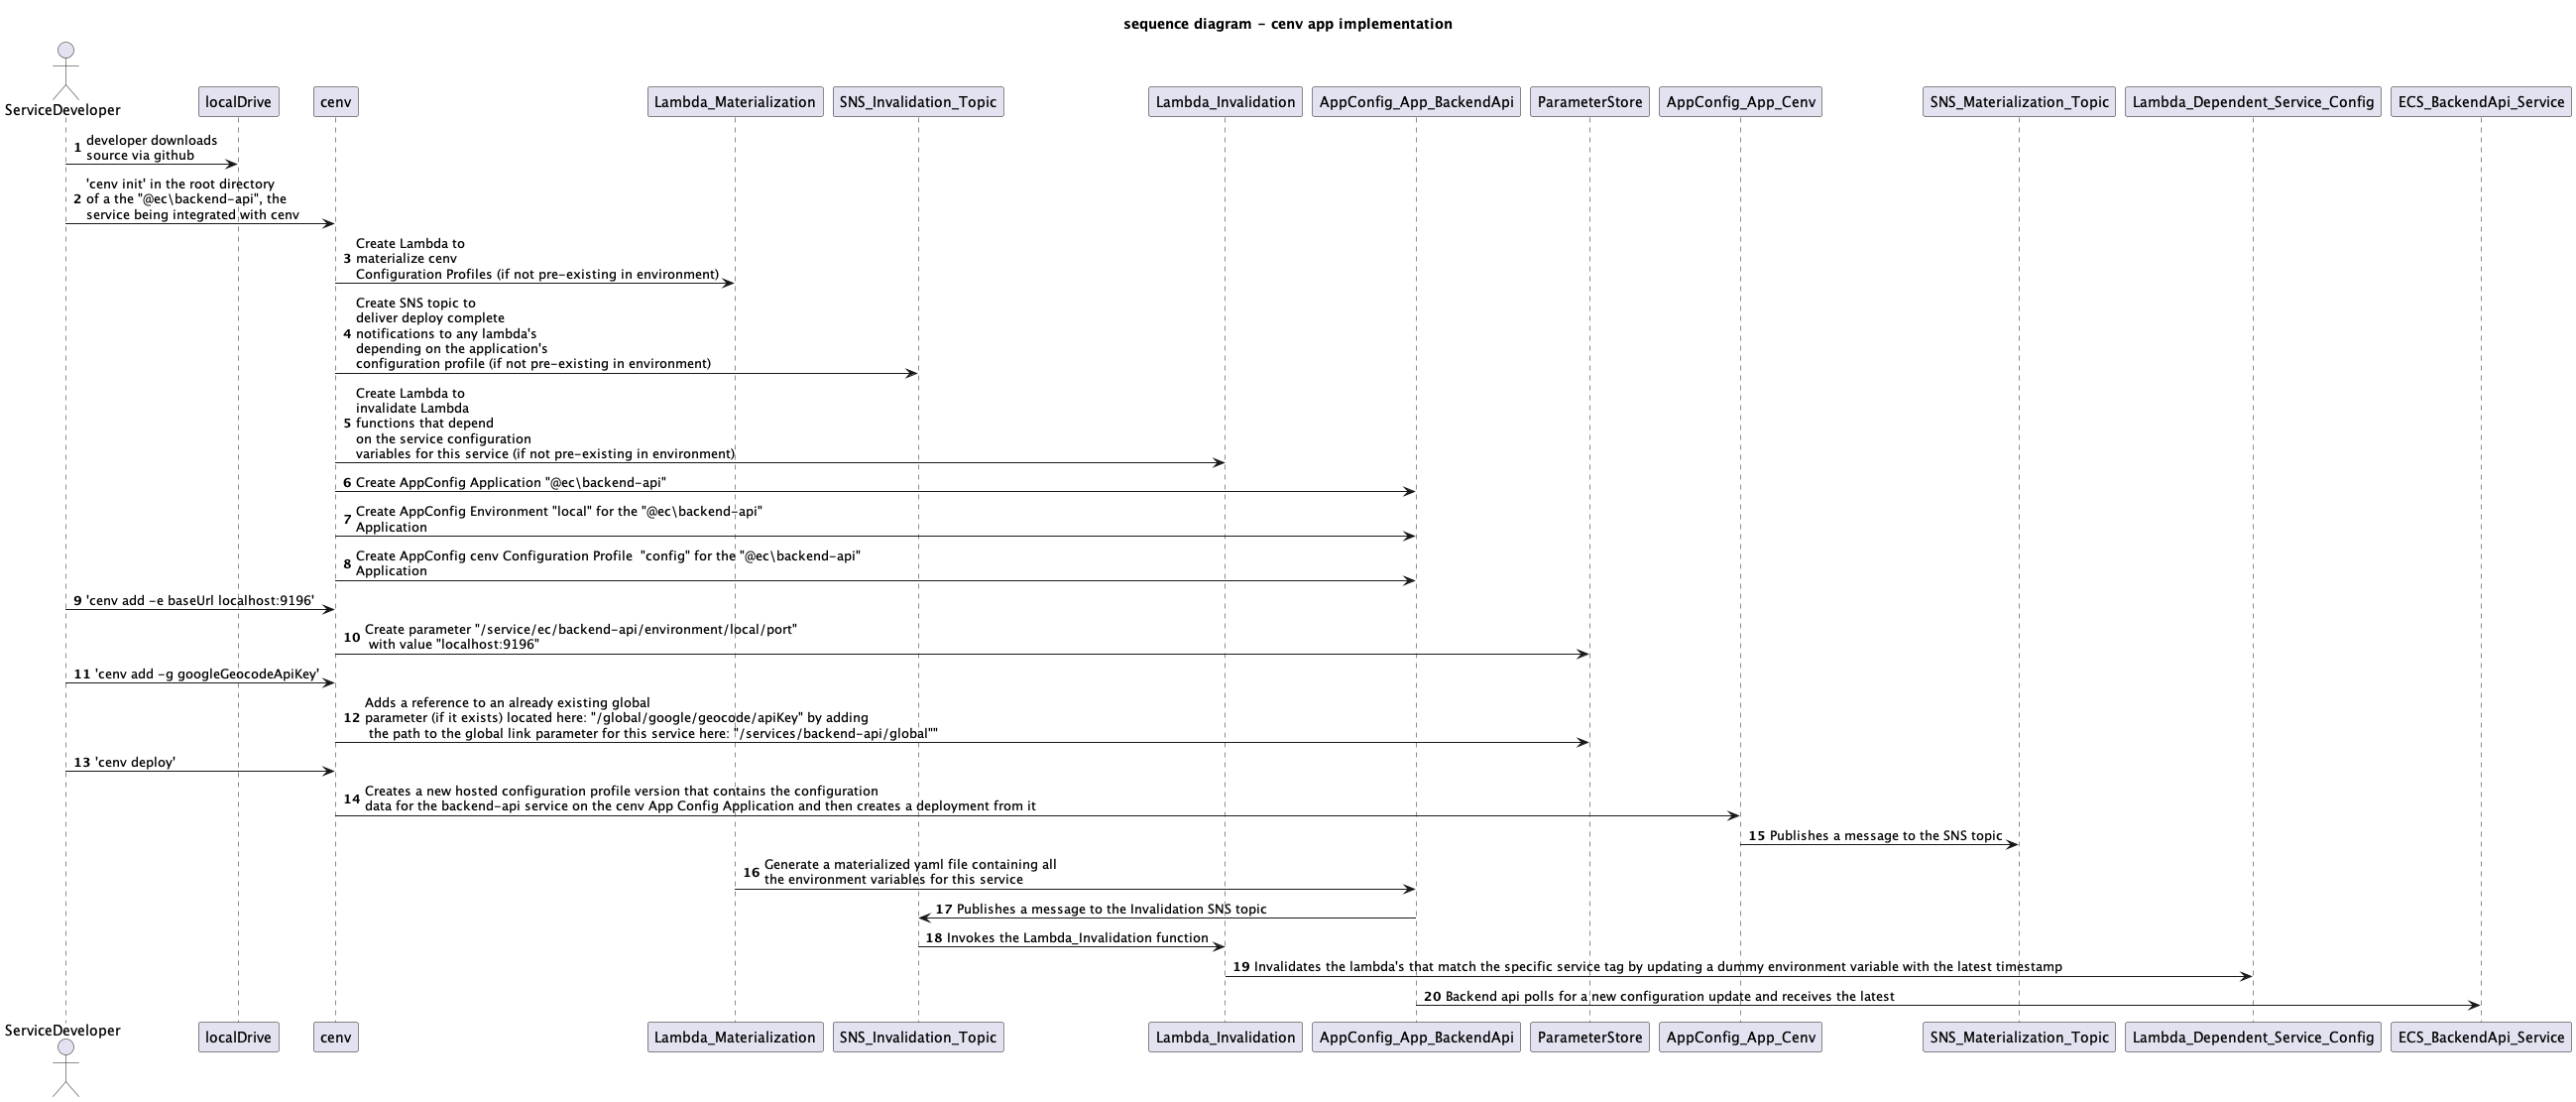 sequence diagram - cenv app implementation
ServiceDeveloper
localDrive
cenv
Lambda_Materialization
SNS_Invalidation_Topic
Lambda_Invalidation
AppConfig_App_BackendApi
ParameterStore
AppConfig_App_Cenv
SNS_Materialization_Topic
Lambda_Dependent_Service_Config
ECS_BackendApi_Service
1 developer downloads
source via github
2 'cenv init' in the root directory
of a the "@ec\backend-api", the
service being integrated with cenv
3 Create Lambda to
materialize cenv
Configuration Profiles (if not pre-existing in environment)
4 Create SNS topic to
deliver deploy complete
notifications to any lambda's
depending on the application's
configuration profile (if not pre-existing in environment)
5 Create Lambda to
invalidate Lambda
functions that depend
on the service configuration
variables for this service (if not pre-existing in environment)
6 Create AppConfig Application "@ec\backend-api"
7 Create AppConfig Environment "local" for the "@ec\backend-api"
Application
8 Create AppConfig cenv Configuration Profile  "config" for the "@ec\backend-api"
Application
9 'cenv add -e baseUrl localhost:9196'
10 Create parameter "/service/ec/backend-api/environment/local/port"
with value "localhost:9196"
11 'cenv add -g googleGeocodeApiKey'
12 Adds a reference to an already existing global
parameter (if it exists) located here: "/global/google/geocode/apiKey" by adding
the path to the global link parameter for this service here: "/services/backend-api/global""
13 'cenv deploy'
14 Creates a new hosted configuration profile version that contains the configuration
data for the backend-api service on the cenv App Config Application and then creates a deployment from it
15 Publishes a message to the SNS topic
16 Generate a materialized yaml file containing all
the environment variables for this service
17 Publishes a message to the Invalidation SNS topic
18 Invokes the Lambda_Invalidation function
19 Invalidates the lambda's that match the specific service tag by updating a dummy environment variable with the latest timestamp
20 Backend api polls for a new configuration update and receives the latest
ServiceDeveloper
localDrive
cenv
Lambda_Materialization
SNS_Invalidation_Topic
Lambda_Invalidation
AppConfig_App_BackendApi
ParameterStore
AppConfig_App_Cenv
SNS_Materialization_Topic
Lambda_Dependent_Service_Config
ECS_BackendApi_Service